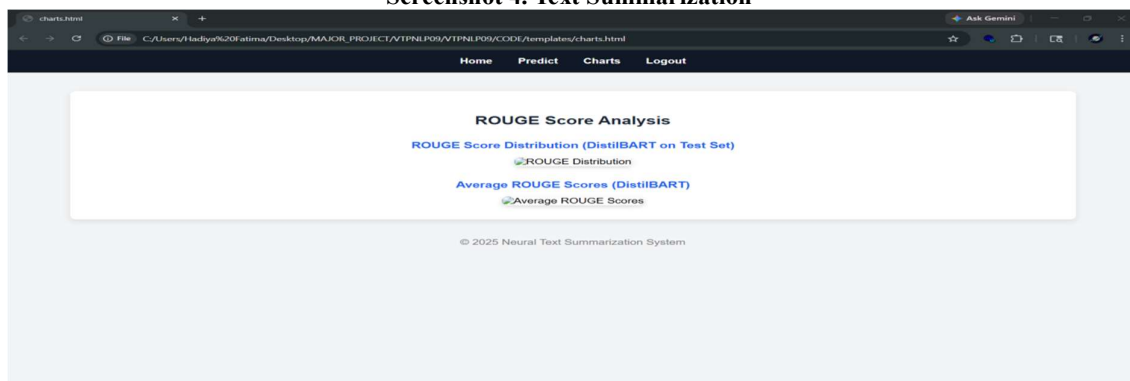 Screenshot 4: Text Summarization
charts.html
Ask Gemini
File C:/Users/Hadiya%20Fatima/Desktop/MAJOR_PROJECT/VTPNLP09/VTPNLP09/CODE/templates/charts.html
Home Predict Charts Logout
ROUGE Score Analysis
ROUGE Score Distribution (DistilBART on Test Set)
ROUGE Distribution
Average ROUGE Scores (DistilBART)
Average ROUGE Scores
© 2025 Neural Text Summarization System